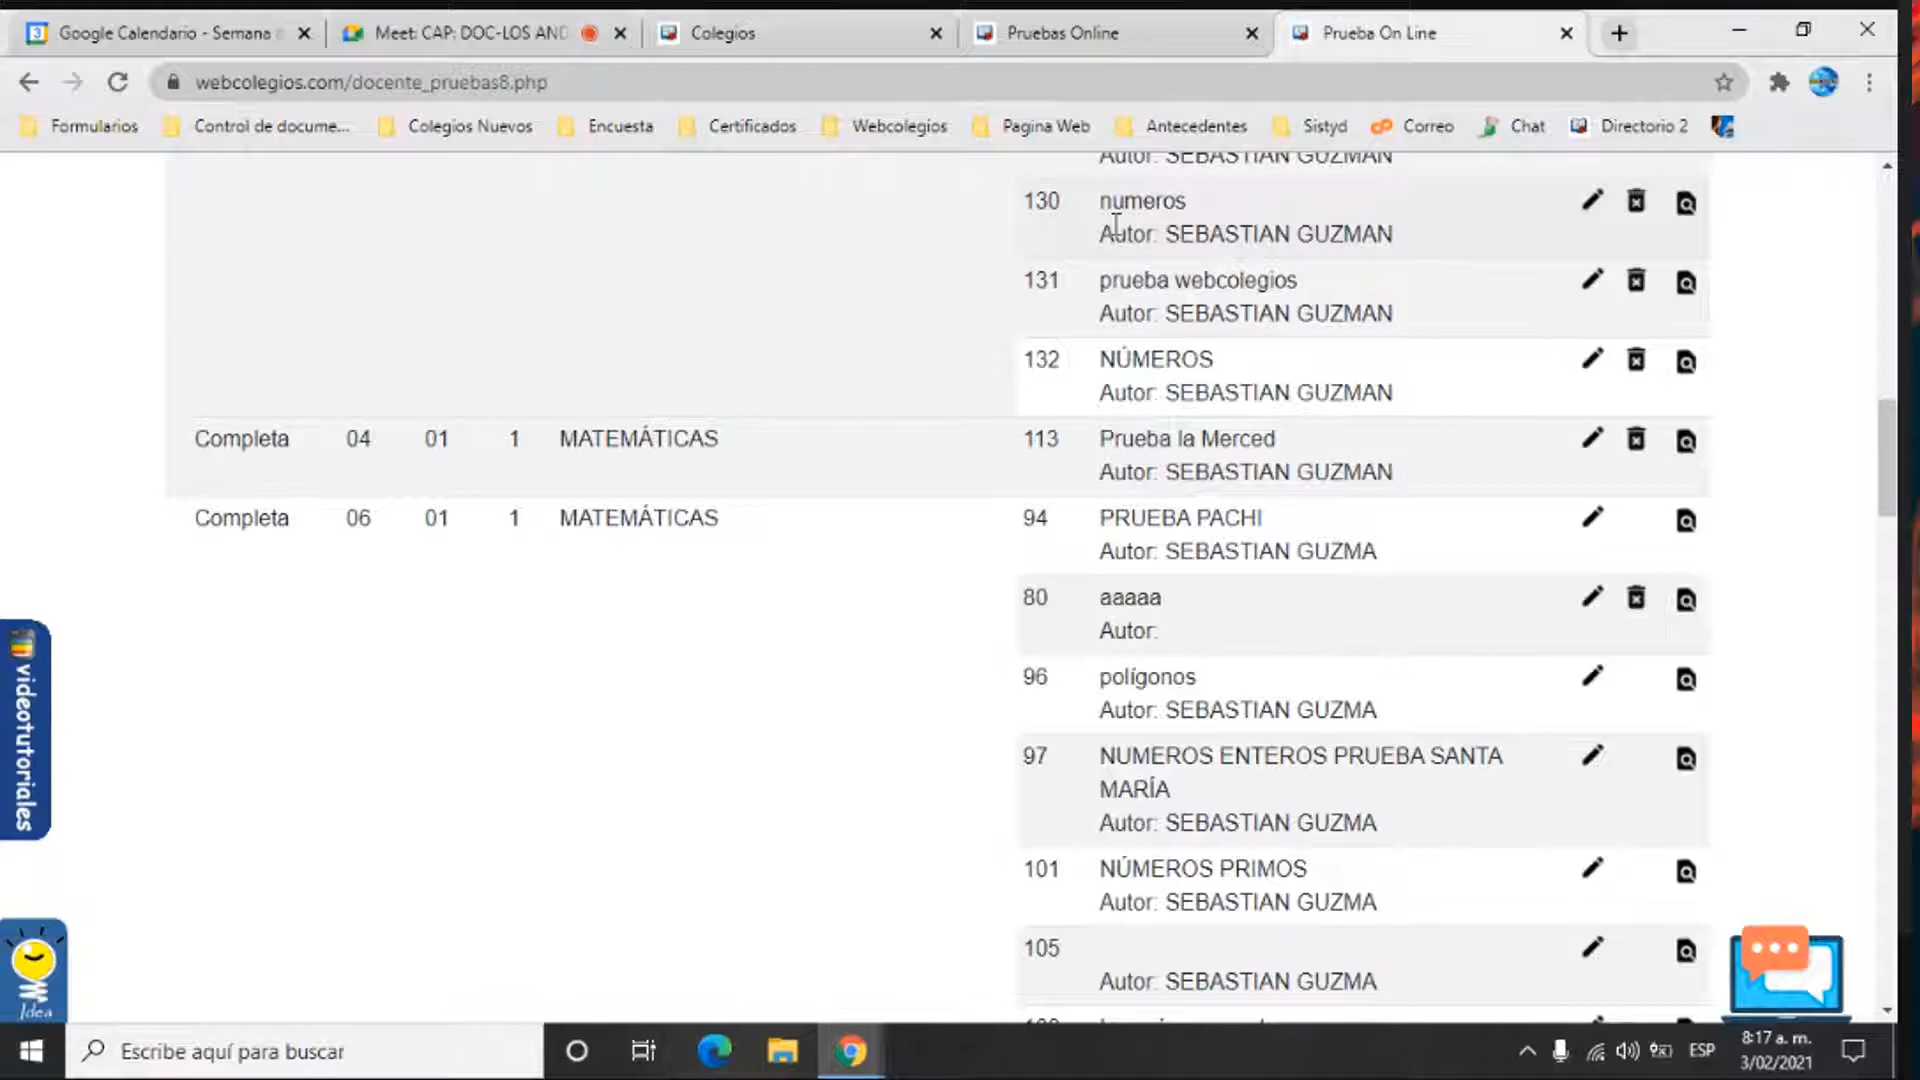 Google Calendario - Semana
Meet: CAP: DOC-LOS AND
Colegios
Pruebas Online
Prueba On Line
webcolegios.com/docente_pruebas8.php
Formularios
Control de docume...
Colegios Nuevos
Encuesta
Certificados
Webcolegios
Pagina Web
Antecedentes
Sistyd
Correo
Chat
Directorio 2
Autor: SEBASTIAN GUZMAN
130 numeros
Autor: SEBASTIAN GUZMAN
131 prueba webcolegios
Autor: SEBASTIAN GUZMAN
132 NÚMEROS
Autor: SEBASTIAN GUZMAN
Completa 04 01 1 MATEMÁTICAS 113 Prueba la Merced
Autor: SEBASTIAN GUZMAN
Completa 06 01 1 MATEMÁTICAS 94 PRUEBA PACHI
Autor: SEBASTIAN GUZMA
80 aaaaa
Autor:
96 polígonos
Autor: SEBASTIAN GUZMA
97 NUMEROS ENTEROS PRUEBA SANTA
MARÍA
Autor: SEBASTIAN GUZMA
101 NÚMEROS PRIMOS
Autor: SEBASTIAN GUZMA
105
Autor: SEBASTIAN GUZMA
videotutoriales
Idea
Escribe aquí para buscar
ESP
8:17 a. m.
3/02/2021